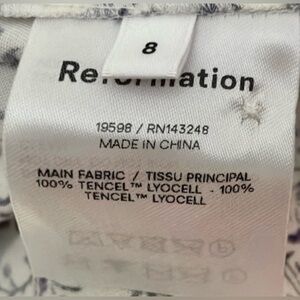 8
Reformation
19598 / RN143248
MADE IN CHINA
MAIN FABRIC / TISSU PRINCIPAL
100% TENCEL™ LYOCELL - 100%
TENCEL™ LYOCELL